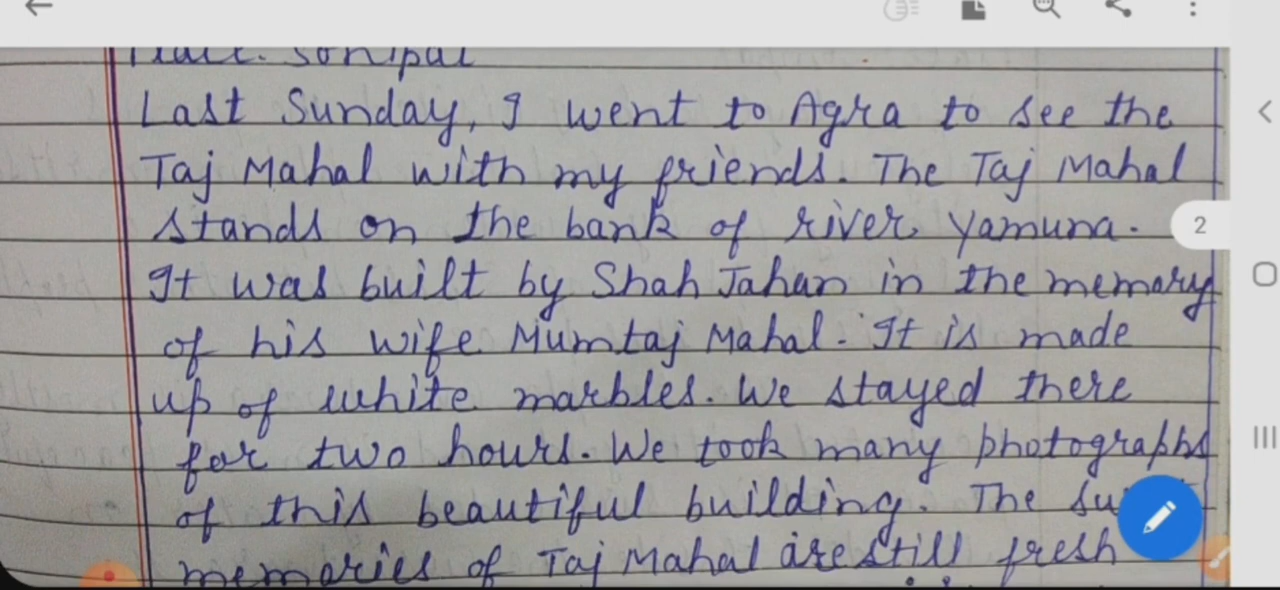 Sonipat
Last Sunday, I went to Agra to see the
Taj Mahal with my friends. The Taj Mahal
stands on the bank of river Yamuna.
2
It was built by Shah Jahan in the memory
of his wife Mumtaj Mahal. It is made
up of white marbles. We stayed there
for two hours. We took many photographs
of this beautiful building. The
memories of Taj Mahal are still fresh